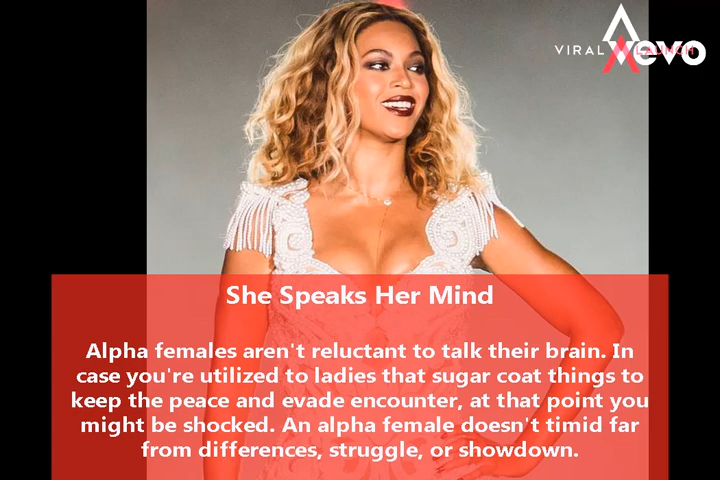 VIRAL LAUNCH
evo
She Speaks Her Mind
Alpha females aren't reluctant to talk their brain. In
case you're utilized to ladies that sugar coat things to
keep the peace and evade encounter, at that point you
might be shocked. An alpha female doesn't timid far
from differences, struggle, or showdown.